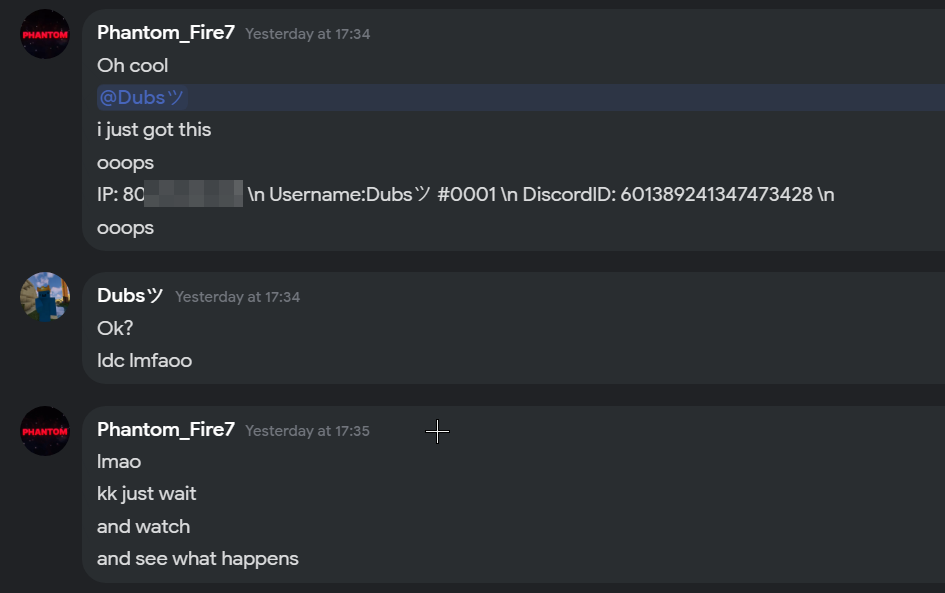 PHANTOM
Phantom_Fire7 Yesterday at 17:34
Oh cool
@Dubsツ
i just got this
ooops
IP: 80 \n Username:Dubsツ #0001 \n DiscordID: 601389241347473428 \n
ooops
Dubsツ Yesterday at 17:34
Ok?
Idc lmfaoo
PHANTOM
Phantom_Fire7 Yesterday at 17:35
lmao
kk just wait
and watch
and see what happens